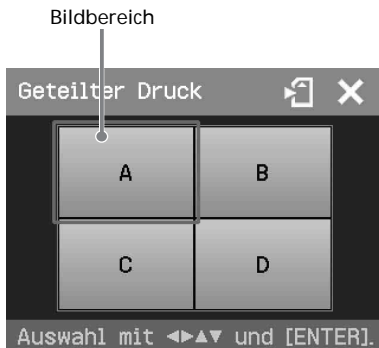 Bildbereich
Geteilter Druck
A B
C D
Auswahl mit ◄►▲▼ und [ENTER].